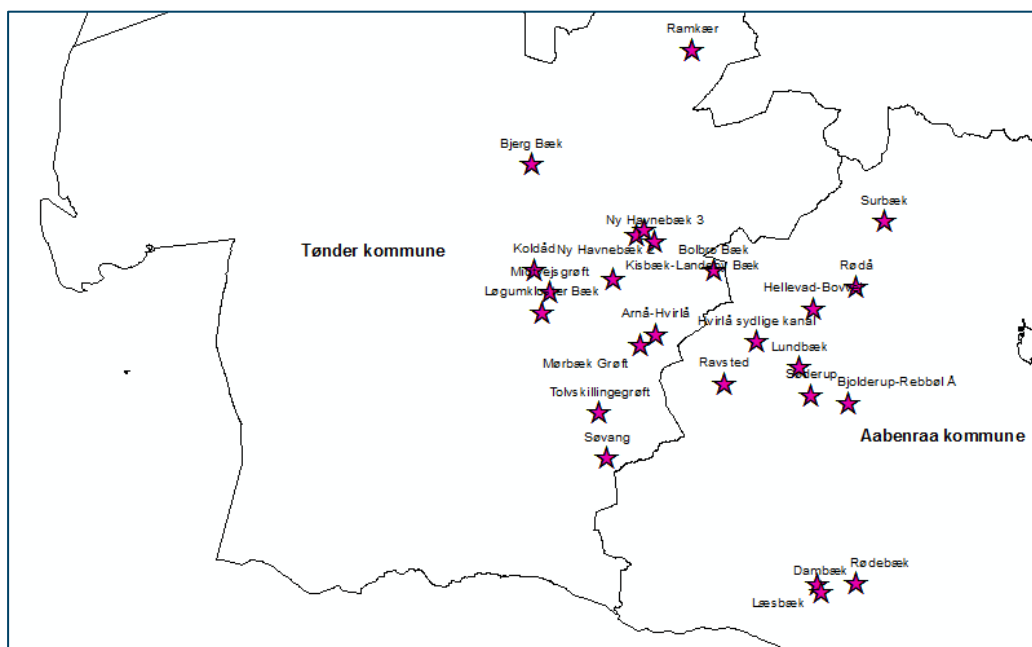 Ramkær
Bjerg Bæk
Surbæk
Ny Havnebæk 3
Tønder kommune
Koldåd
Ny Havnebæk 2
Bolbro Bæk
Kisbæk-Landeby Bæk
Rødå
Hellevad-Bovvej
Løgumkloster Bæk
Arnå-Hvirlå
Hvirlå sydlige kanal
Mørbæk Grøft
Ravsted
Lundbæk
Søderup
Bjolderup-Rebbøl Å
Tolvskillingegrøft
Aabenraa kommune
Søvang
Dambæk
Rødebæk
Læsbæk